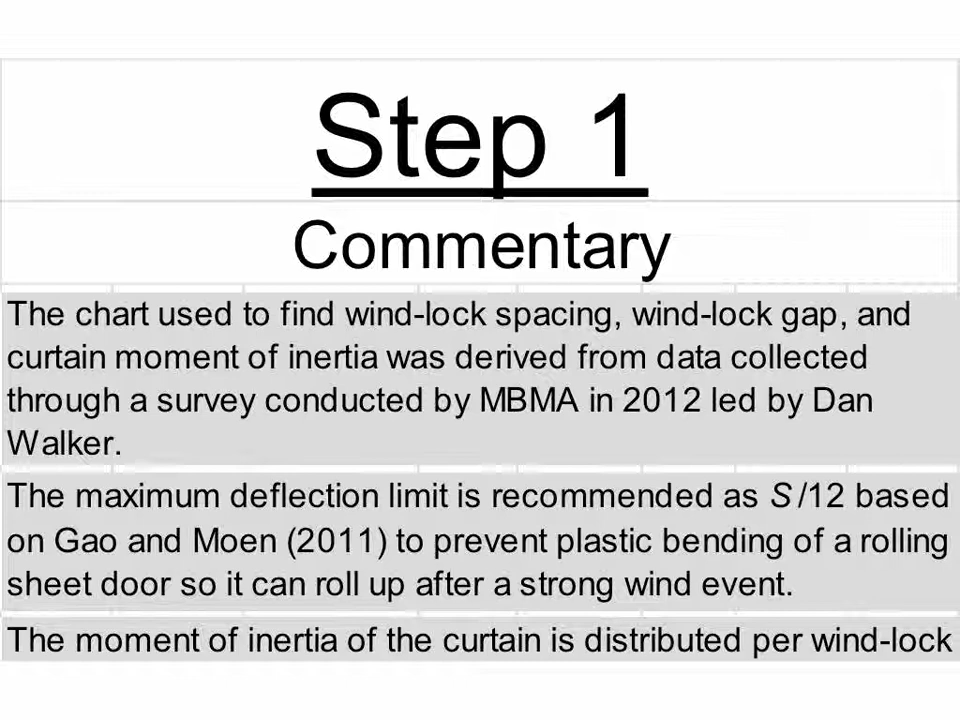 Step 1
Commentary
The chart used to find wind-lock spacing, wind-lock gap, and
curtain moment of inertia was derived from data collected
through a survey conducted by MBMA in 2012 led by Dan
Walker.
The maximum deflection limit is recommended as S/12 based
on Gao and Moen (2011) to prevent plastic bending of a rolling
sheet door so it can roll up after a strong wind event.
The moment of inertia of the curtain is distributed per wind-lock